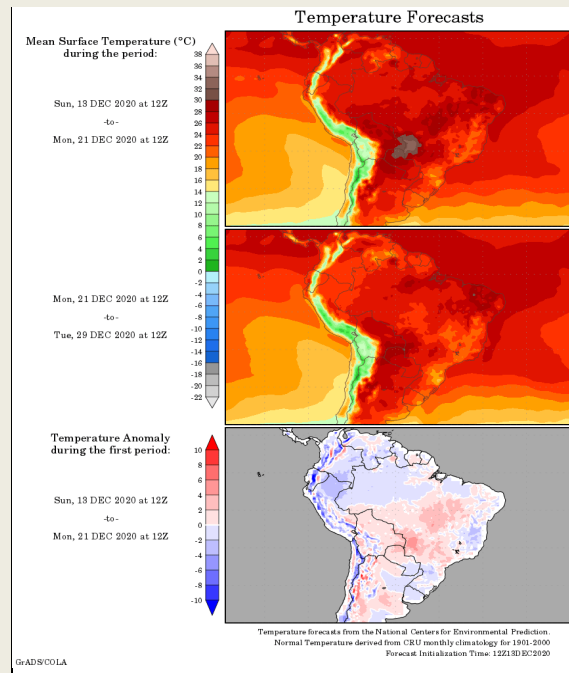 Temperature Forecasts
Mean Surface Temperature (°C)
during the period:
Sun, 13 DEC 2020 at 12Z
-to-
Mon, 21 DEC 2020 at 12Z
38
36
34
32
30
28
26
24
22
20
18
16
14
12
10
8
6
4
2
0
-2
-4
-6
-8
-10
-12
-14
-16
-18
-20
-22
Mon, 21 DEC 2020 at 12Z
-to-
Tue, 29 DEC 2020 at 12Z
Temperature Anomaly
during the first period:
Sun, 13 DEC 2020 at 12Z
-to-
Mon, 21 DEC 2020 at 12Z
10
8
6
4
2
0
-2
-4
-6
-8
-10
Temperature forecasts from the National Centers for Environmental Prediction.
Normal Temperature derived from CRU monthly climatology for 1901-2000
Forecast Initialization Time: 12Z13DEC2020
GrADS/COLA